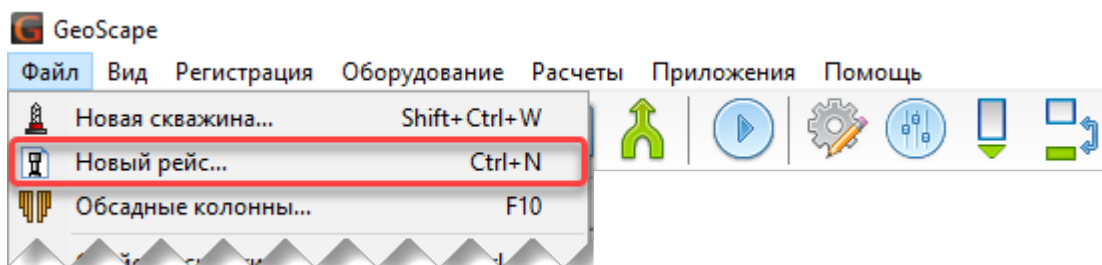 GeoScape
Файл Вид Регистрация Оборудование Расчеты Приложения Помощь
Новая скважина... Shift+Ctrl+W
Новый рейс... Ctrl+N
Обсадные колонны... F10